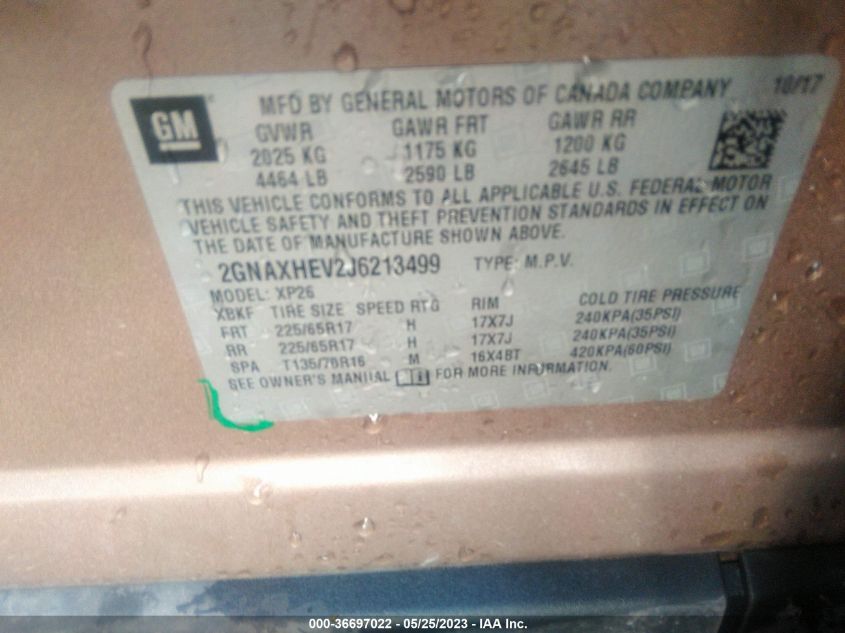 GM
MFD BY GENERAL MOTORS OF CANADA COMPANY 10/17
GVWR GAWR FRT GAWR RR
2025 KG 1175 KG 1200 KG
4464 LB 2590 LB 2645 LB
THIS VEHICLE CONFORMS TO ALL APPLICABLE U.S. FEDERAL MOTOR
VEHICLE SAFETY AND THEFT PREVENTION STANDARDS IN EFFECT ON
THE DATE OF MANUFACTURE SHOWN ABOVE.
2GNAXHEV2J6213499 TYPE: M.P.V.
MODEL: XP26
XBKF TIRE SIZE SPEED RTG RIM COLD TIRE PRESSURE
FRT 225/65R17 H 17X7J 240KPA(35PSI)
RR 225/65R17 H 17X7J 240KPA(35PSI)
SPA T135/70R16 M 16X4BT 420KPA(60PSI)
SEE OWNER'S MANUAL FOR MORE INFORMATION.
000-36697022 - 05/25/2023 - IAA Inc.